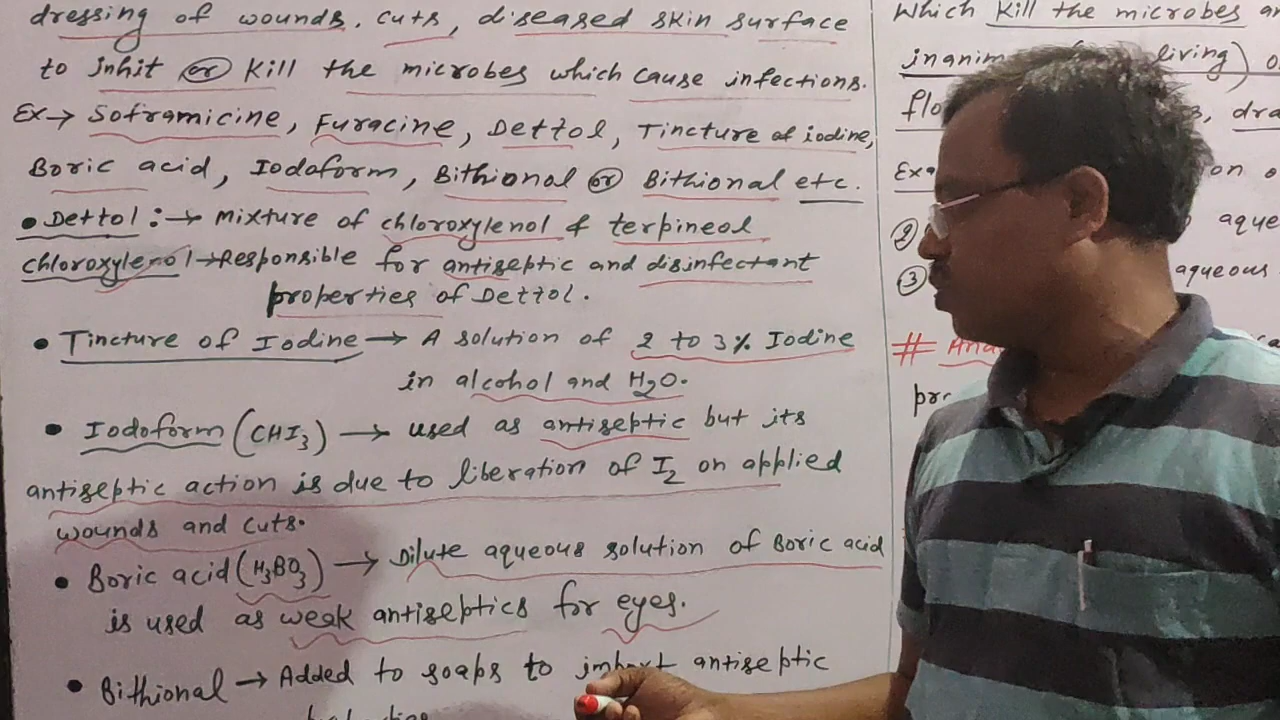 dressing of wounds, cuts, diseased skin surface
to inhit or kill the microbes which cause infections.
Ex→ Soframicine, Furacine, Dettol, Tincture of iodine,
Boric acid, Iodoform, Bithional or Bithional etc.
• Dettol :→ Mixture of chloroxylenol & terpineol
chloroxylenol→Responsible for antiseptic and disinfectant
properties of Dettol.
• Tincture of Iodine → A solution of 2 to 3% Iodine
in alcohol and H₂O.
• Iodoform (CHI₃) → used as antiseptic but its
antiseptic action is due to liberation of I₂ on applied
wounds and cuts.
• Boric acid (H₃BO₃) → Dilute aqueous solution of Boric acid
is used as weak antiseptics for eyes.
• Bithional → Added to soaps to impart antiseptic
Which kill the microbes
living)
on
② aque
③ aqueous
#